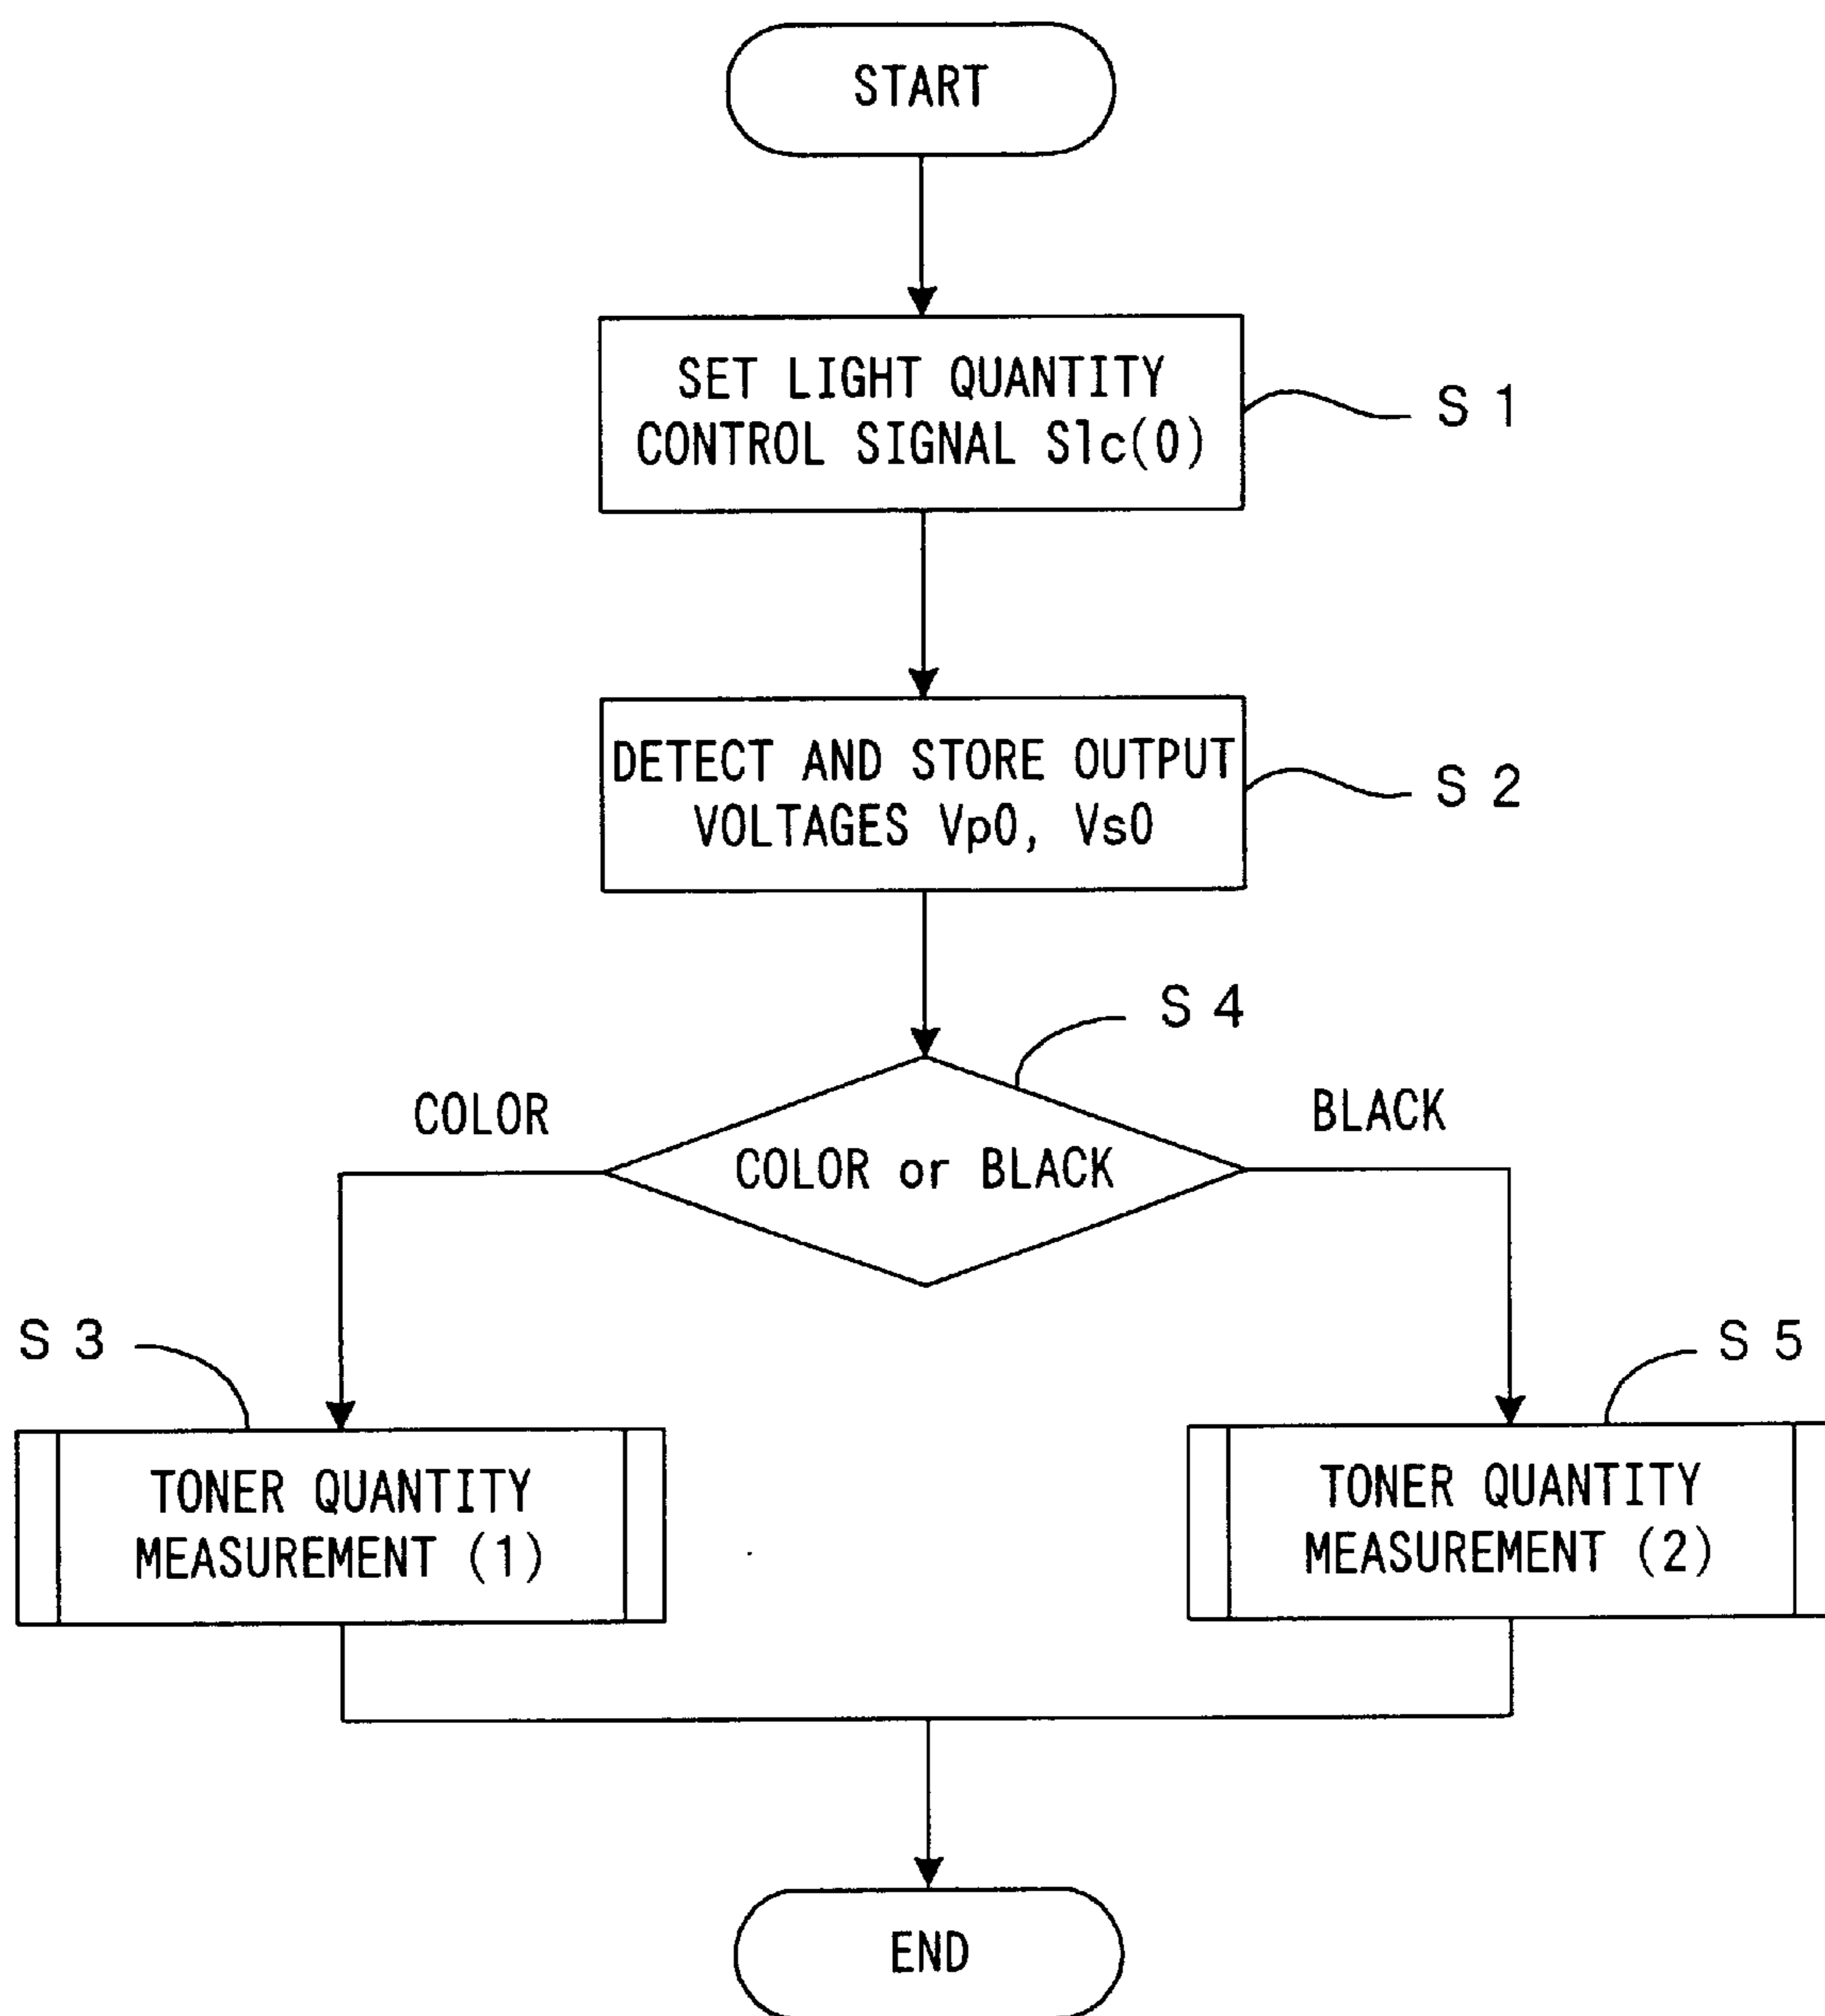 START
SET LIGHT QUANTITY
CONTROL SIGNAL Slc(0)
S 1
DETECT AND STORE OUTPUT
VOLTAGES Vp0, Vs0
S 2
S 4
COLOR
BLACK
COLOR or BLACK
S 3
S 5
TONER QUANTITY
MEASUREMENT (1)
TONER QUANTITY
MEASUREMENT (2)
END